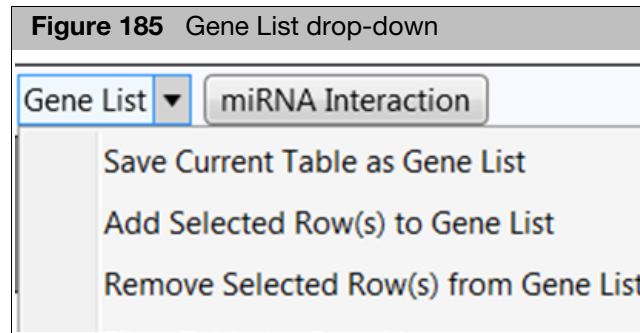 Figure 185 Gene List drop-down
Gene List miRNA Interaction
Save Current Table as Gene List
Add Selected Row(s) to Gene List
Remove Selected Row(s) from Gene List